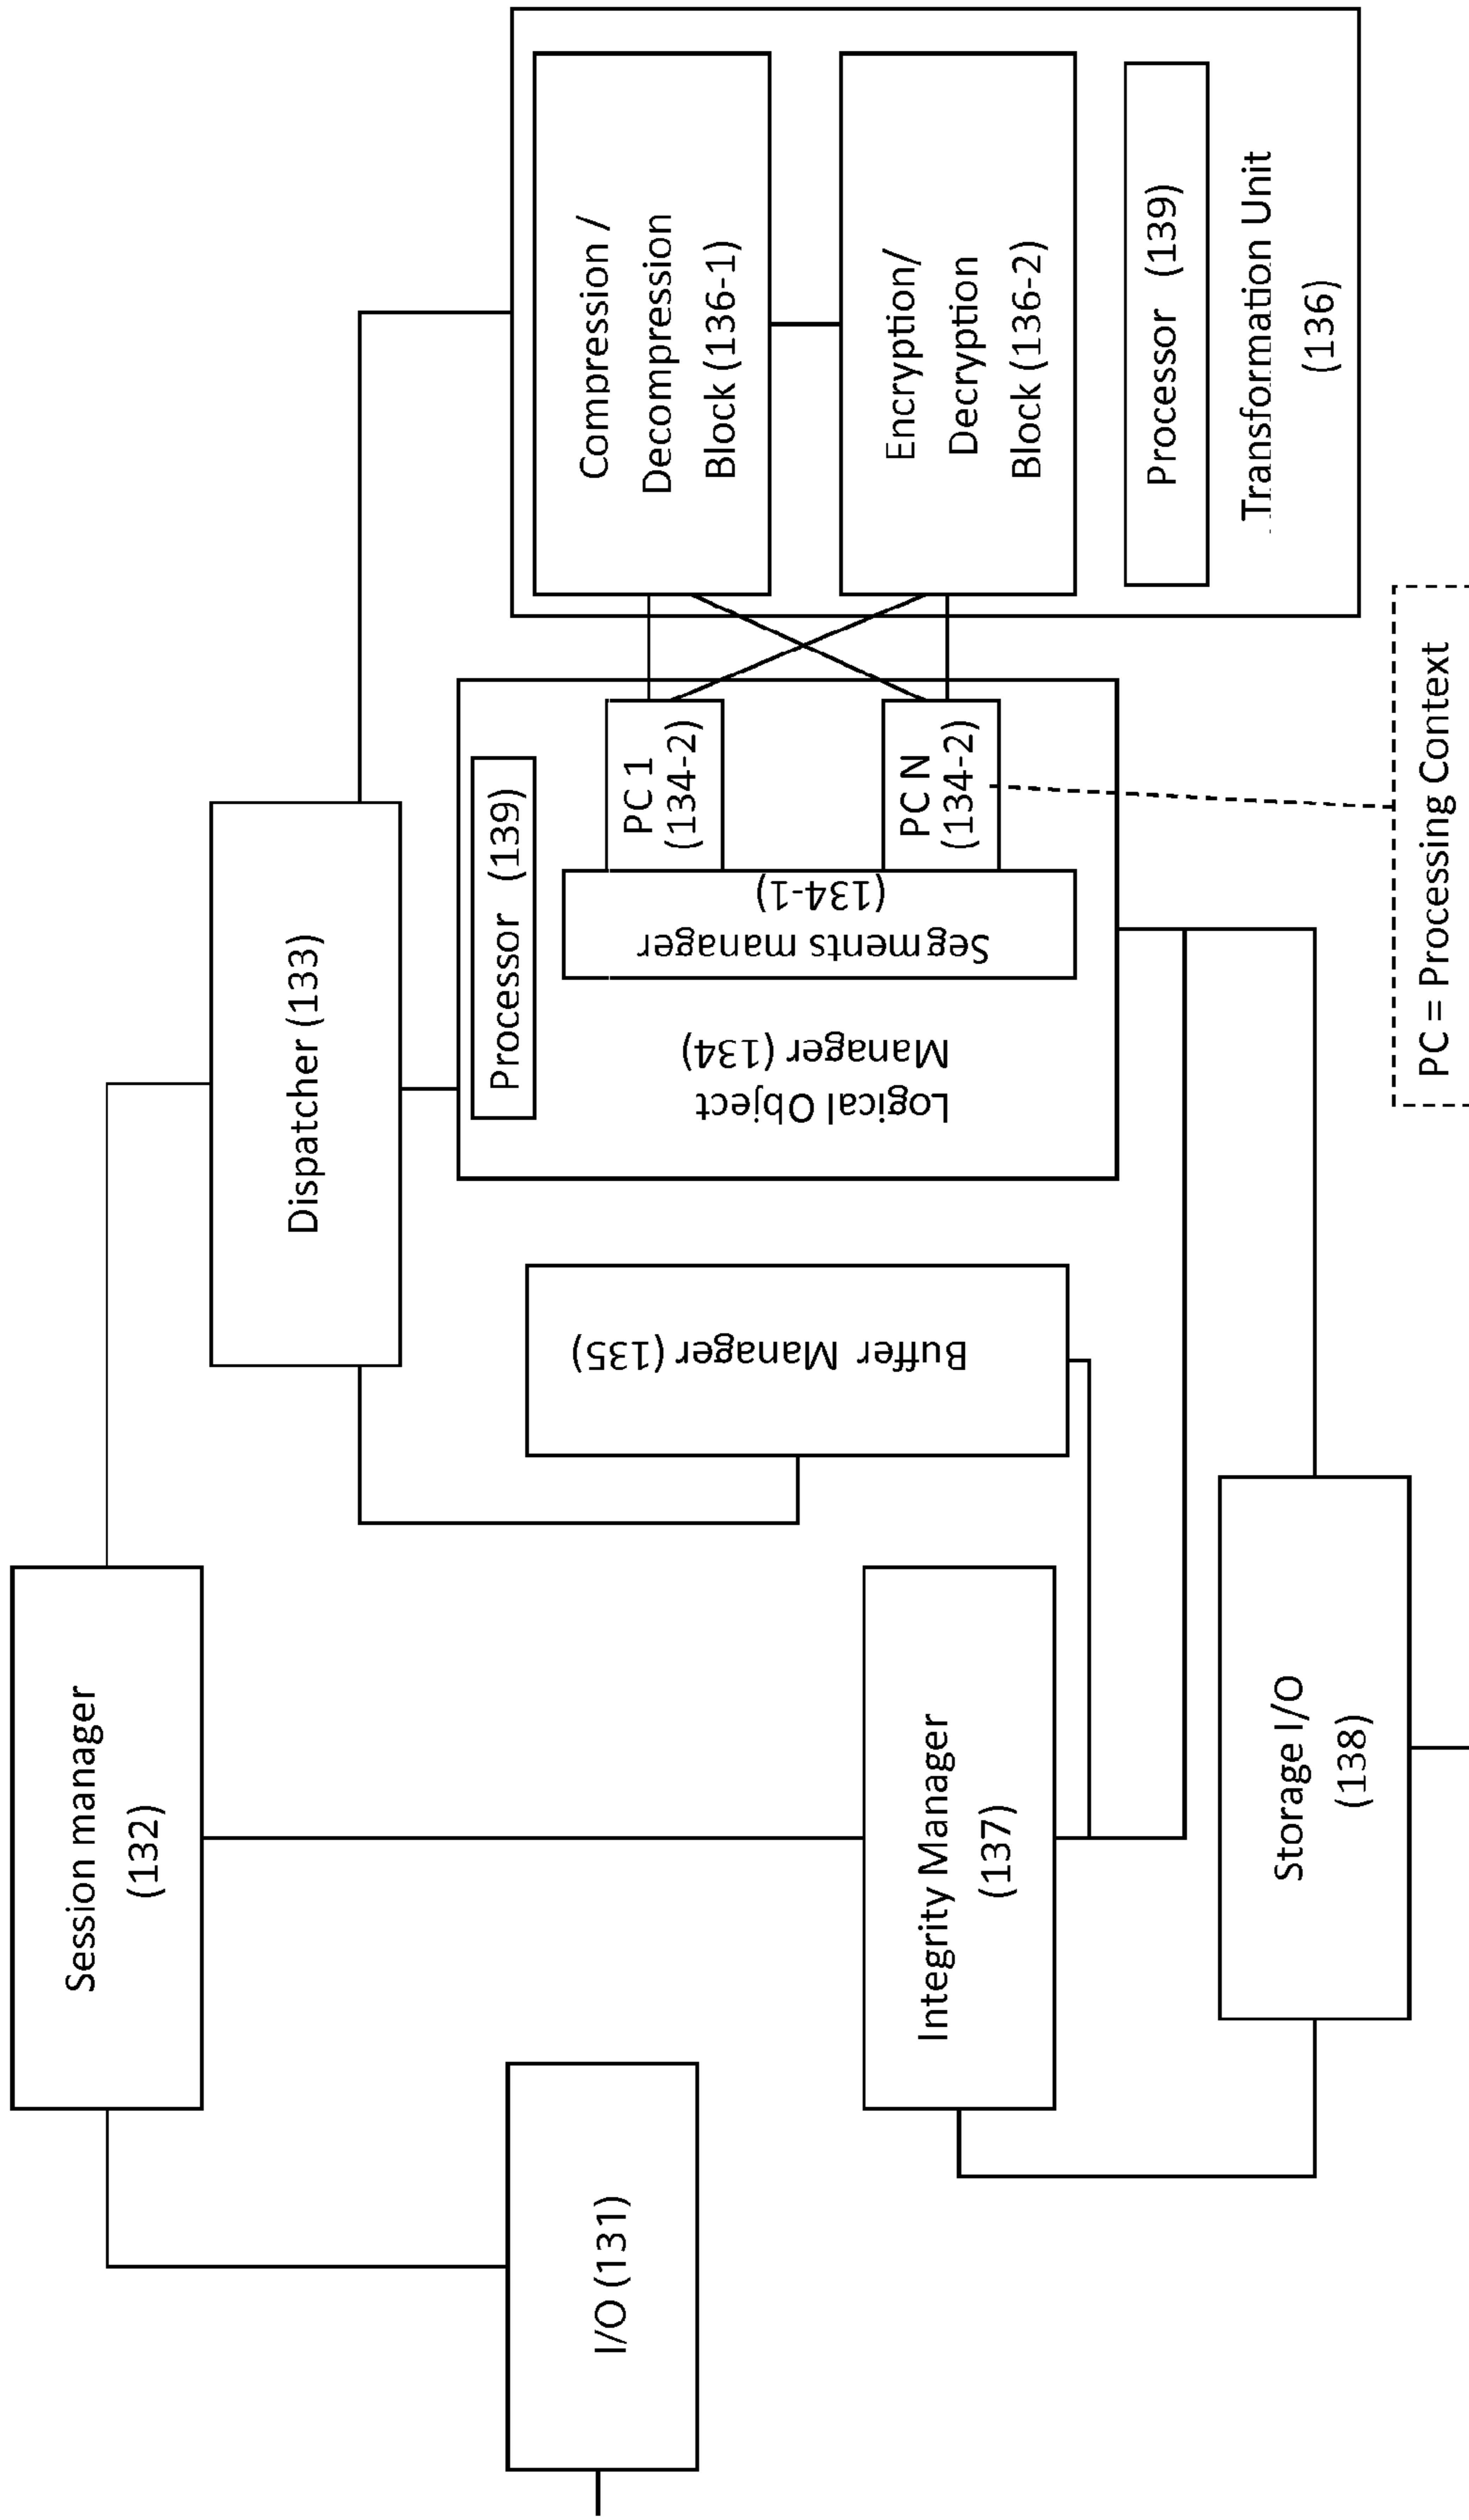 Session manager
(132)
I/O (131)
Dispatcher (133)
Integrity Manager
(137)
Buffer Manager (135)
Storage I/O
(138)
Processor (139)
Logical Object
Manager (134)
Segments manager
(134-1)
PC 1
(134-2)
PC N
(134-2)
Compression /
Decompression
Block (136-1)
Encryption/
Decryption
Block (136-2)
Processor (139)
Transformation Unit
(136)
PC = Processing Context